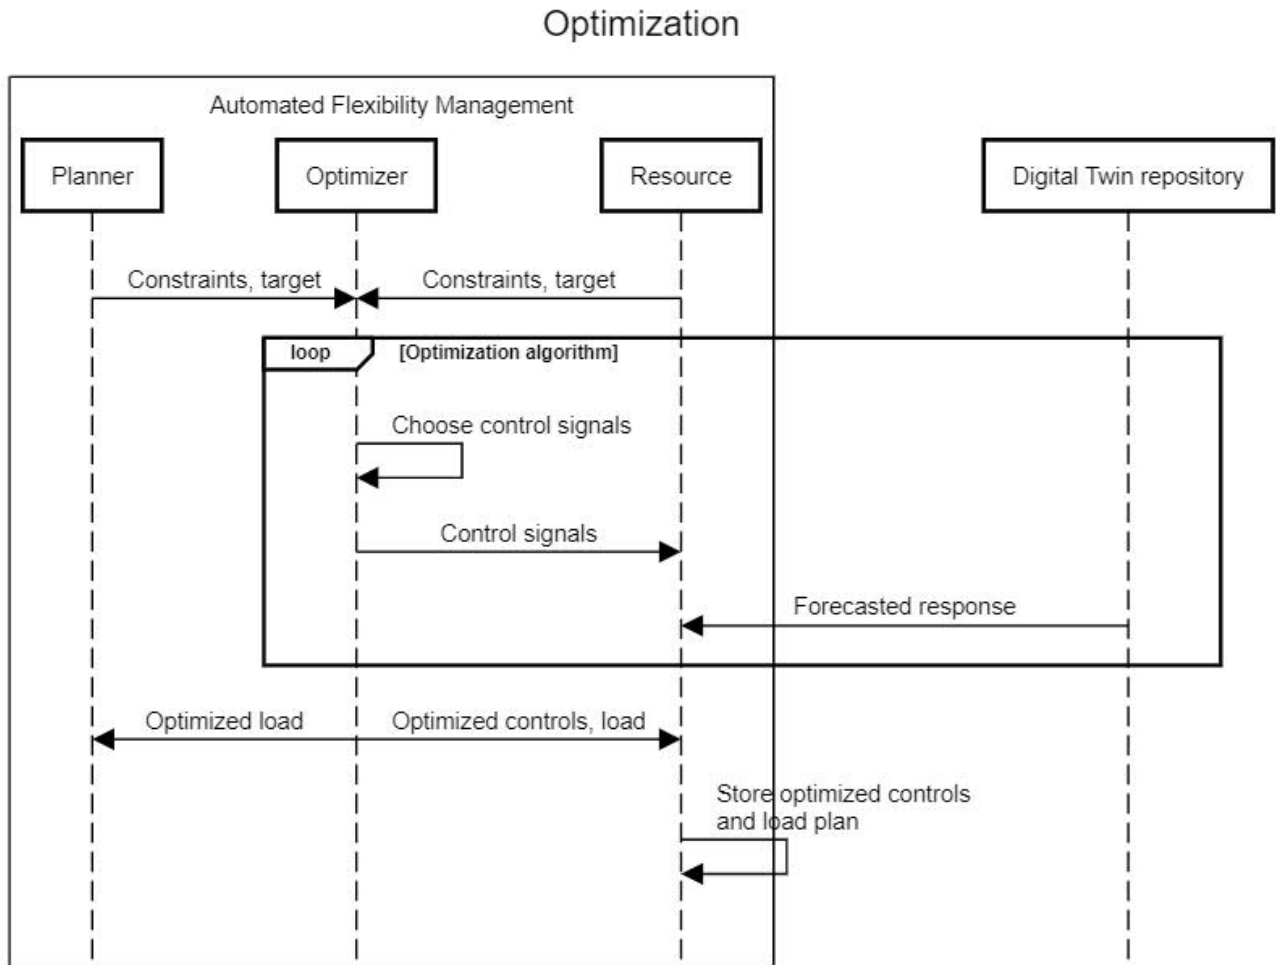 Optimization
Automated Flexibility Management
Planner
Optimizer
Resource
Digital Twin repository
Constraints, target
Constraints, target
loop
[Optimization algorithm]
Choose control signals
Control signals
Forecasted response
Optimized load
Optimized controls, load
Store optimized controls
and load plan